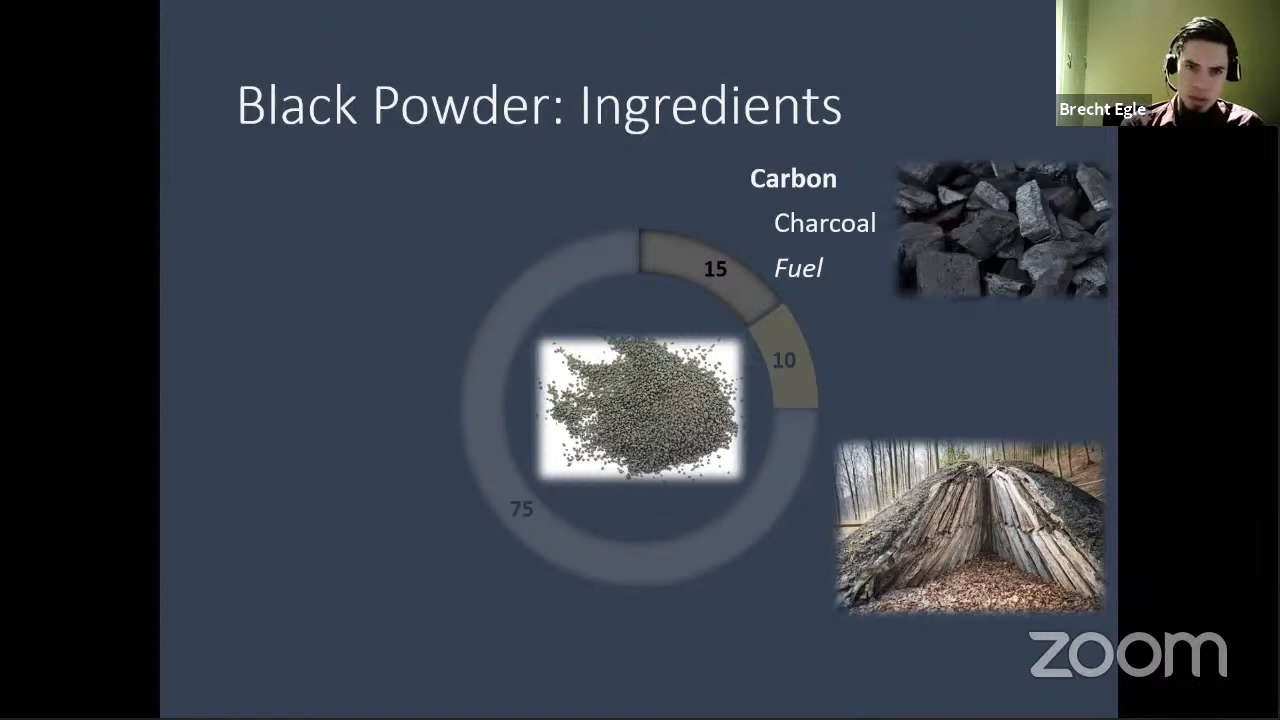 Black Powder: Ingredients
Brecht Egle
Carbon
Charcoal
Fuel
15
10
75
zoom